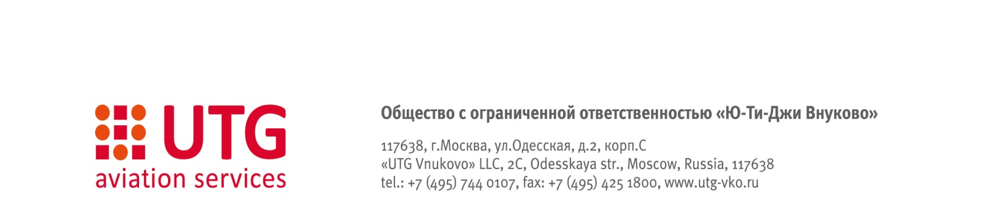 UTG
aviation services
Общество с ограниченной ответственностью «Ю-Ти-Джи Внуково»
117638, г.Москва, ул.Одесская, д.2, корп.С
«UTG Vnukovo» LLC, 2C, Odesskaya str., Moscow, Russia, 117638
tel.: +7 (495) 744 0107, fax: +7 (495) 425 1800, www.utg-vko.ru